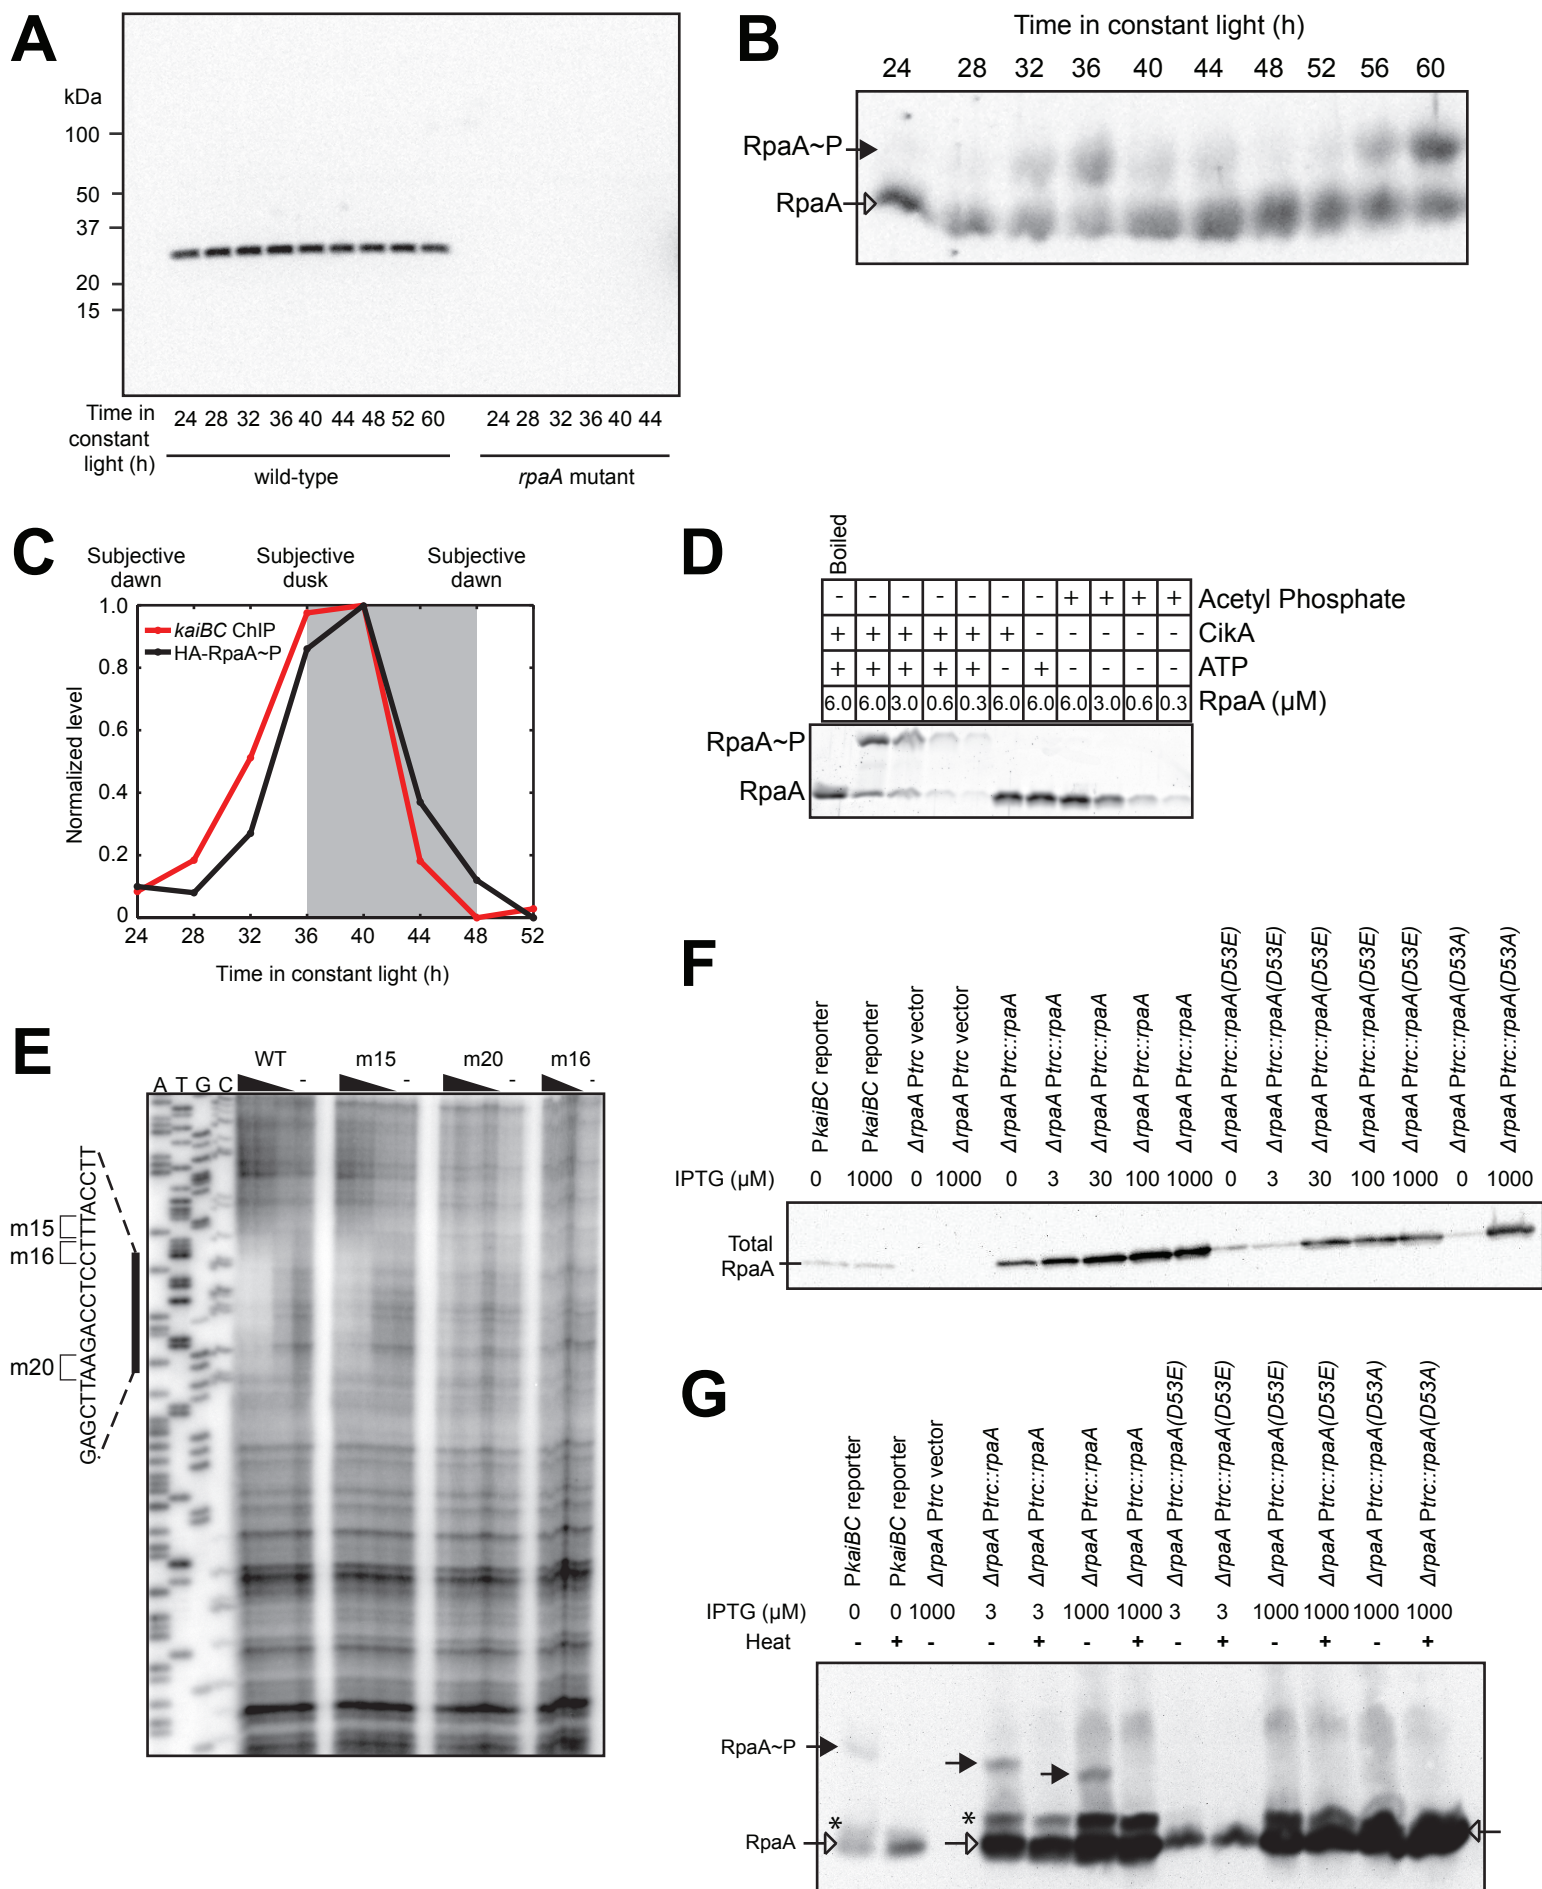 A
kDa
100
50
37
20
15
Time in constant light (h)
24 28 32 36 40 44 48 52 60
24 28 32 36 40 44
wild-type
rpaA mutant
B
Time in constant light (h)
24 28 32 36 40 44 48 52 56 60
RpaA~P
RpaA
C
Subjective dawn
Subjective dusk
Subjective dawn
kaiBC ChIP
HA-RpaA~P
Normalized level
1.0
0.8
0.6
0.4
0.2
0
24 28 32 36 40 44 48 52
Time in constant light (h)
D
Boiled
- - - - - - - + + + + Acetyl Phosphate
+ + + + + + - - - - - CikA
+ + + + + - + - - - - ATP
6.0 6.0 3.0 0.6 0.3 6.0 6.0 6.0 3.0 0.6 0.3 RpaA (µM)
RpaA~P
RpaA
E
A T G C
WT - m15 - m20 - m16 -
m15
m16
m20
GAGCTTAAGACCTCCTTTACCTT
F
PkaiBC reporter
PkaiBC reporter
ΔrpaA Ptrc vector
ΔrpaA Ptrc vector
ΔrpaA Ptrc::rpaA
ΔrpaA Ptrc::rpaA
ΔrpaA Ptrc::rpaA
ΔrpaA Ptrc::rpaA
ΔrpaA Ptrc::rpaA
ΔrpaA Ptrc::rpaA(D53E)
ΔrpaA Ptrc::rpaA(D53E)
ΔrpaA Ptrc::rpaA(D53E)
ΔrpaA Ptrc::rpaA(D53E)
ΔrpaA Ptrc::rpaA(D53E)
ΔrpaA Ptrc::rpaA(D53A)
ΔrpaA Ptrc::rpaA(D53A)
IPTG (µM) 0 1000 0 1000 0 3 30 100 1000 0 3 30 100 1000 0 1000
Total RpaA
G
PkaiBC reporter
PkaiBC reporter
ΔrpaA Ptrc vector
ΔrpaA Ptrc::rpaA
ΔrpaA Ptrc::rpaA
ΔrpaA Ptrc::rpaA
ΔrpaA Ptrc::rpaA
ΔrpaA Ptrc::rpaA(D53E)
ΔrpaA Ptrc::rpaA(D53E)
ΔrpaA Ptrc::rpaA(D53E)
ΔrpaA Ptrc::rpaA(D53E)
ΔrpaA Ptrc::rpaA(D53A)
ΔrpaA Ptrc::rpaA(D53A)
IPTG (µM) 0 0 1000 3 3 1000 1000 3 3 1000 1000 1000 1000
Heat - + - - + - + - + - + - +
RpaA~P
*
*
RpaA